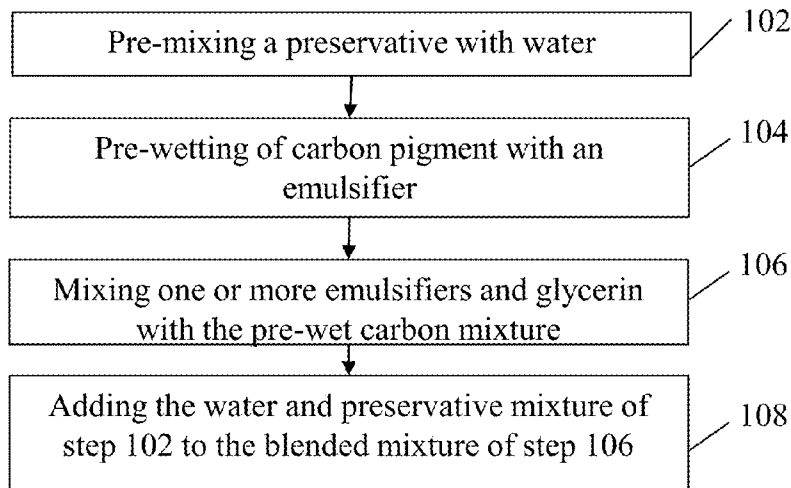 Pre-mixing a preservative with water
102
Pre-wetting of carbon pigment with an
emulsifier
104
Mixing one or more emulsifiers and glycerin
with the pre-wet carbon mixture
106
Adding the water and preservative mixture of
step 102 to the blended mixture of step 106
108